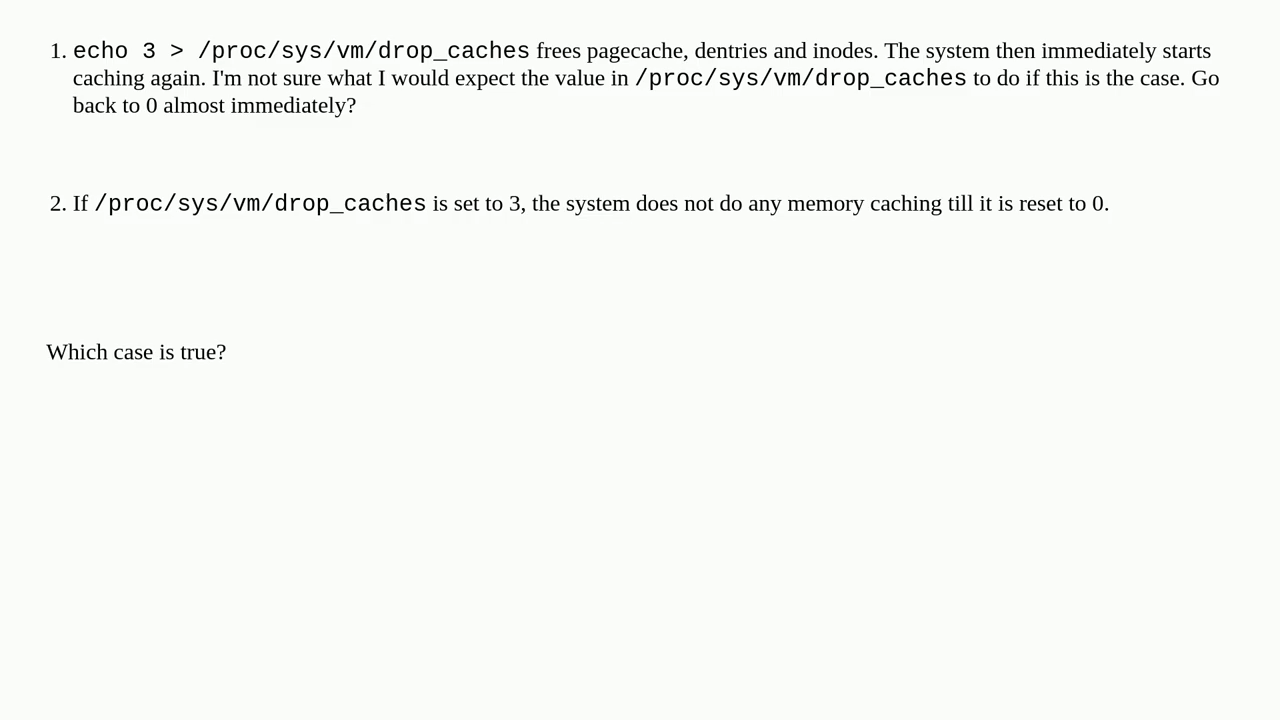 1. echo 3 > /proc/sys/vm/drop_caches frees pagecache, dentries and inodes. The system then immediately starts
caching again. I'm not sure what I would expect the value in /proc/sys/vm/drop_caches to do if this is the case. Go
back to 0 almost immediately?
2. If /proc/sys/vm/drop_caches is set to 3, the system does not do any memory caching till it is reset to 0.
Which case is true?